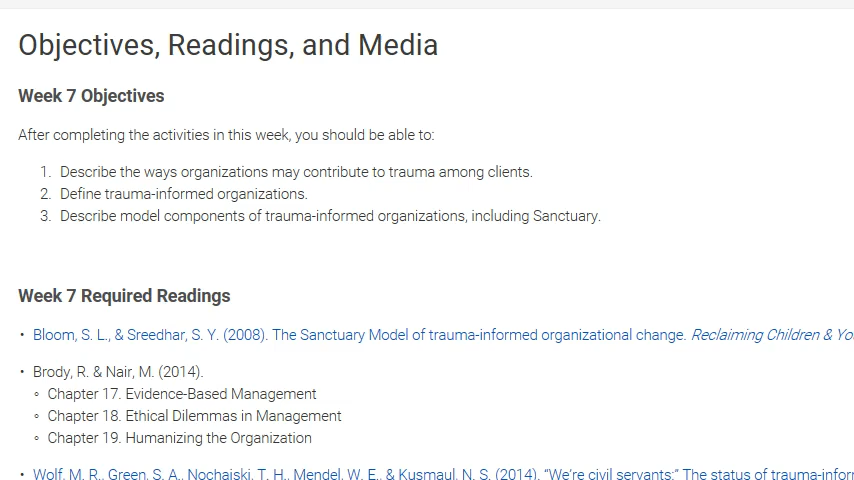 Objectives, Readings, and Media
Week 7 Objectives
After completing the activities in this week, you should be able to:
1. Describe the ways organizations may contribute to trauma among clients.
2. Define trauma-informed organizations.
3. Describe model components of trauma-informed organizations, including Sanctuary.
Week 7 Required Readings
• Bloom, S. L., & Sreedhar, S. Y. (2008). The Sanctuary Model of trauma-informed organizational change. Reclaiming Children & Yo
• Brody, R. & Nair, M. (2014).
◦ Chapter 17. Evidence-Based Management
◦ Chapter 18. Ethical Dilemmas in Management
◦ Chapter 19. Humanizing the Organization
• Wolf, M. R., Green, S. A., Nochajski, T. H., Mendel, W. E., & Kusmaul, N. S. (2014). “We’re civil servants:” The status of trauma-infor